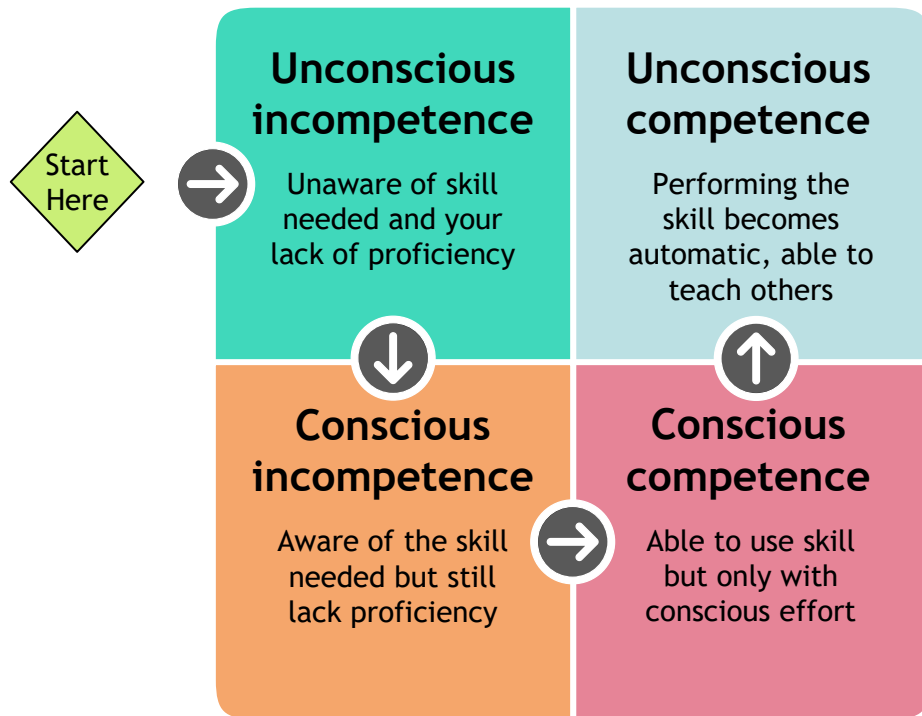 Start
Here
Unconscious
incompetence
Unaware of skill
needed and your
lack of proficiency
Conscious
incompetence
Aware of the skill
needed but still
lack proficiency
Conscious
competence
Able to use skill
but only with
conscious effort
Unconscious
competence
Performing the
skill becomes
automatic, able to
teach others